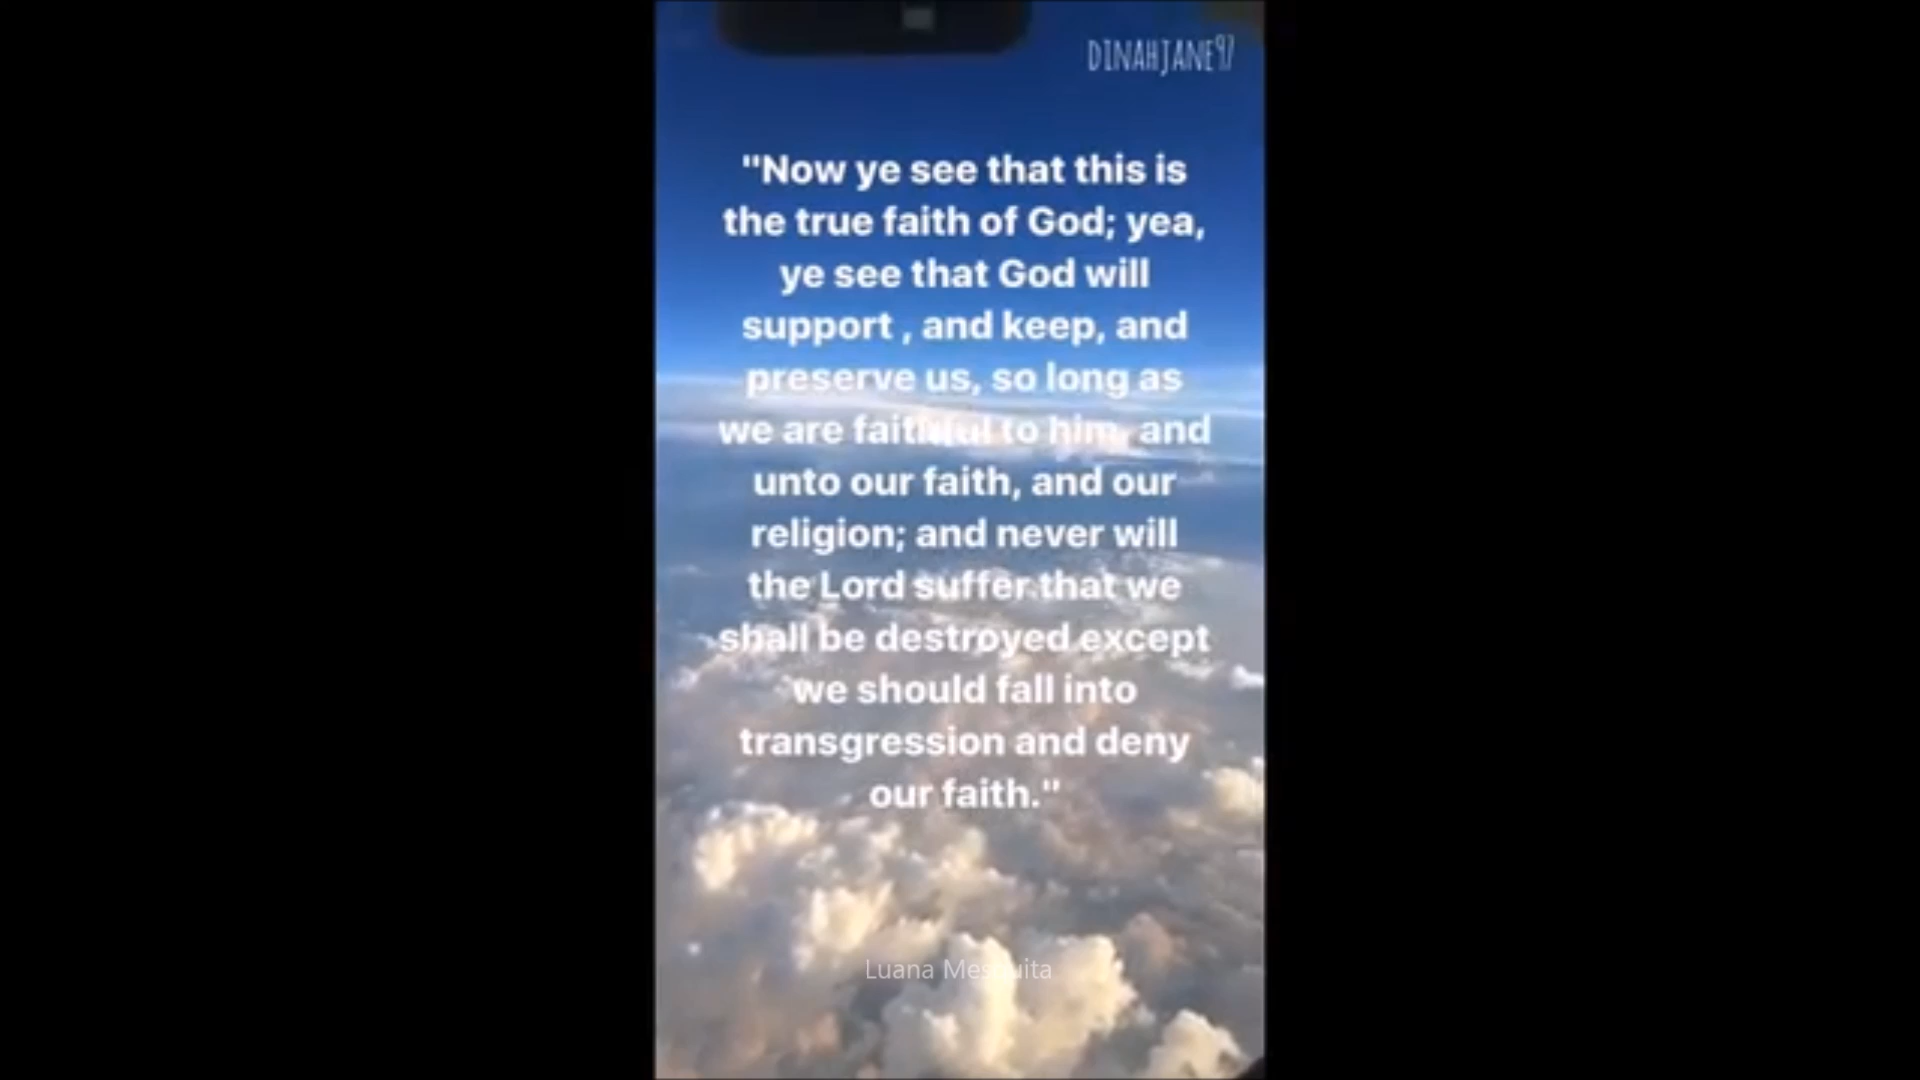 DINAHJANE97
"Now ye see that this is
the true faith of God; yea,
ye see that God will
support , and keep, and
preserve us, so long as
we are faithful to him, and
unto our faith, and our
religion; and never will
the Lord suffer that we
shall be destroyed except
we should fall into
transgression and deny
our faith."
Luana Mesquita